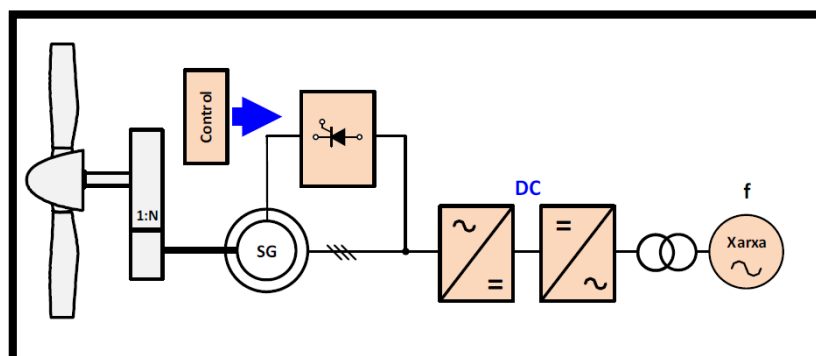 Control
1:N
SG
DC
f
Xarxa